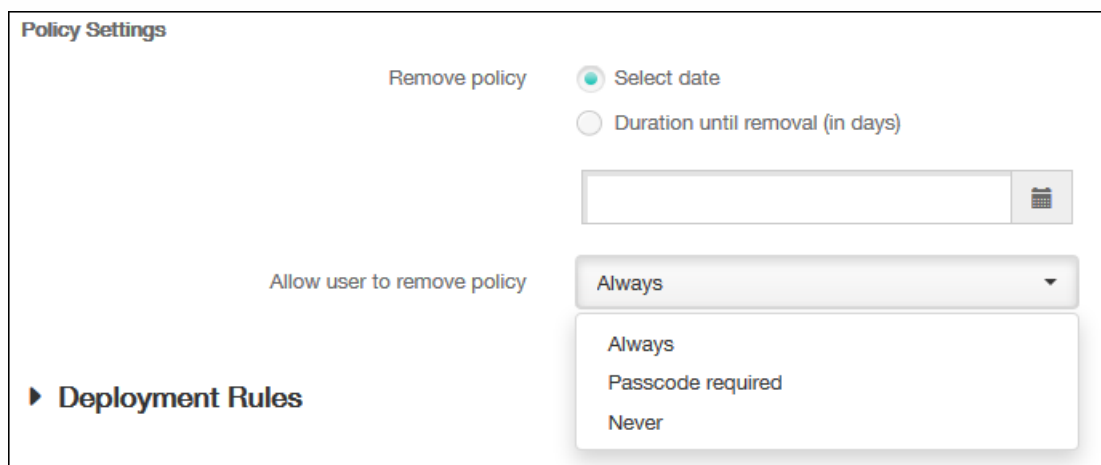 Policy Settings
Remove policy
Select date
Duration until removal (in days)
Allow user to remove policy
Always
Always
Passcode required
Never
Deployment Rules